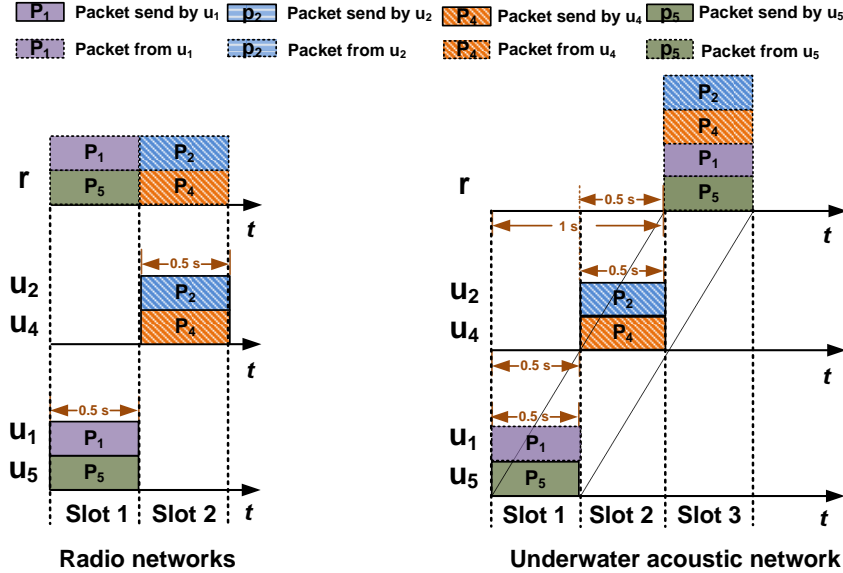 P1 Packet send by u1 p2 Packet send by u2 P4 Packet send by u4 p5 Packet send by u5
P1 Packet from u1 p2 Packet from u2 P4 Packet from u4 p5 Packet from u5
P2
P4
P1 P2 P1
r P5 P4 r P5
t 0.5 s t
1 s
0.5 s 0.5 s
u2 P2 u2 P2
u4 P4 u4 P4
t t
0.5 s
0.5 s 0.5 s
u1 P1 u1 P1
u5 P5 u5 P5
Slot 1 Slot 2 t Slot 1 Slot 2 Slot 3 t
Radio networks Underwater acoustic network